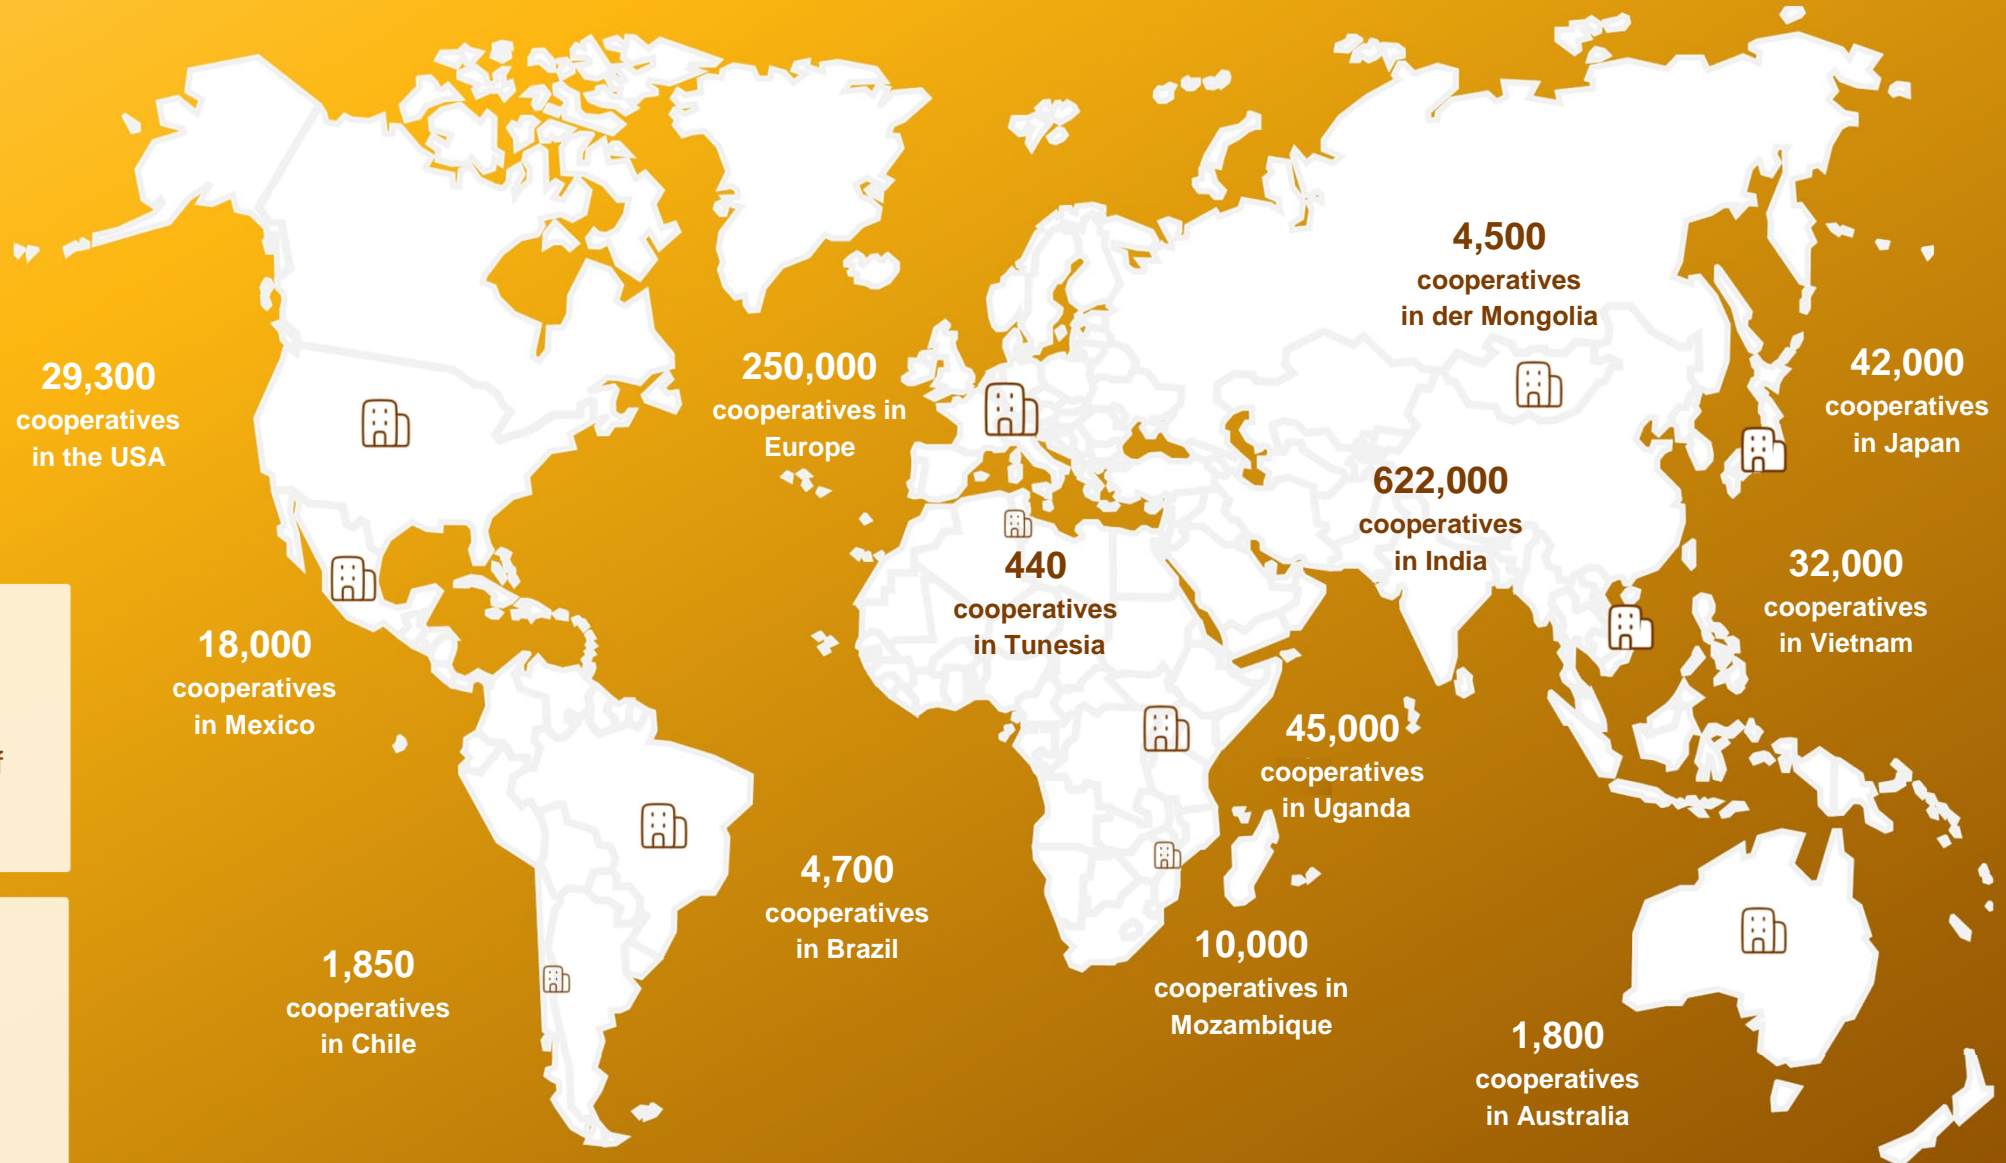 4,500
cooperatives
in der Mongolia
29,300
cooperatives
in the USA
250,000
cooperatives in
Europe
42,000
cooperatives
in Japan
622,000
cooperatives
in India
440
cooperatives
in Tunesia
32,000
cooperatives
in Vietnam
18,000
cooperatives
in Mexico
45,000
cooperatives
in Uganda
4,700
cooperatives
in Brazil
1,850
cooperatives
in Chile
10,000
cooperatives in
Mozambique
1,800
cooperatives
in Australia